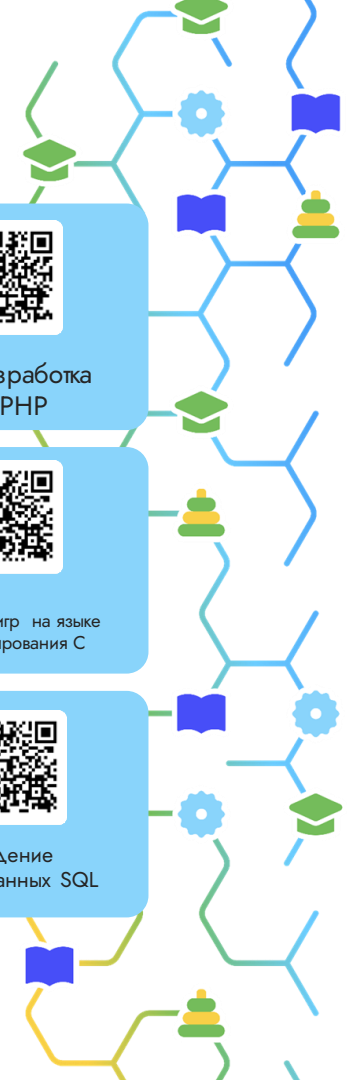 зработка
PHP
игр на языке
ирования С
дение
анных SQL